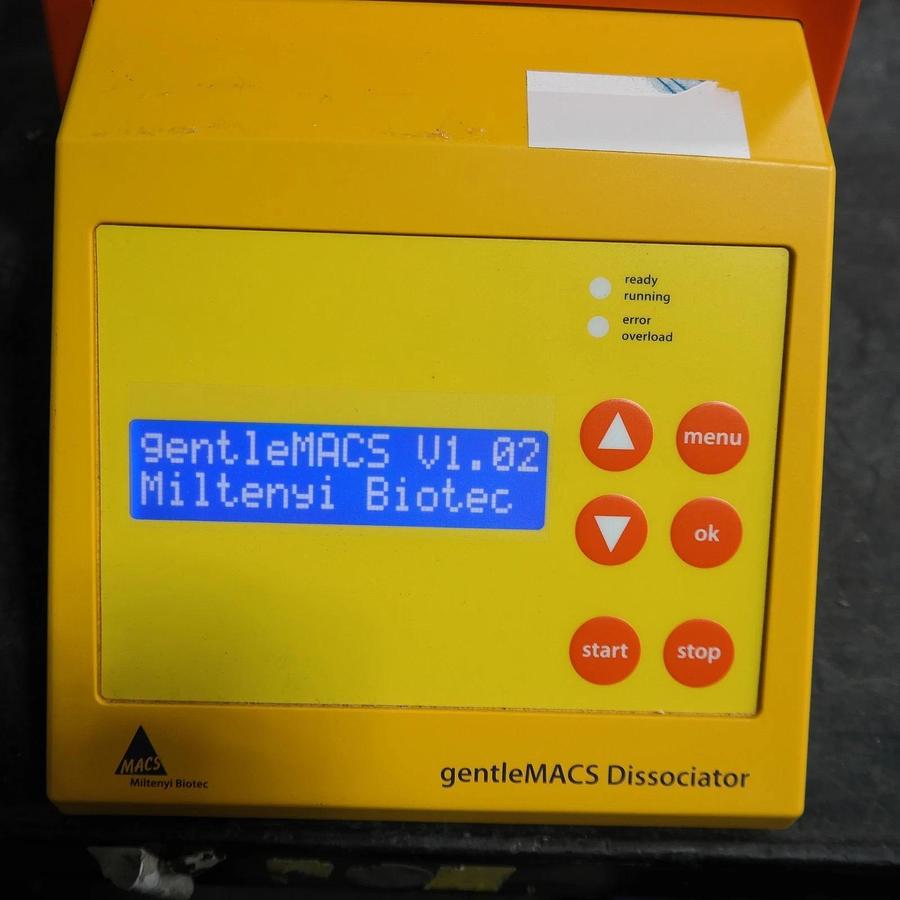 ready
running
error
overload
gentleMACS V1.02
Miltenyi Biotec
menu
ok
start
stop
MACS
Miltenyi Biotec
gentleMACS Dissociator